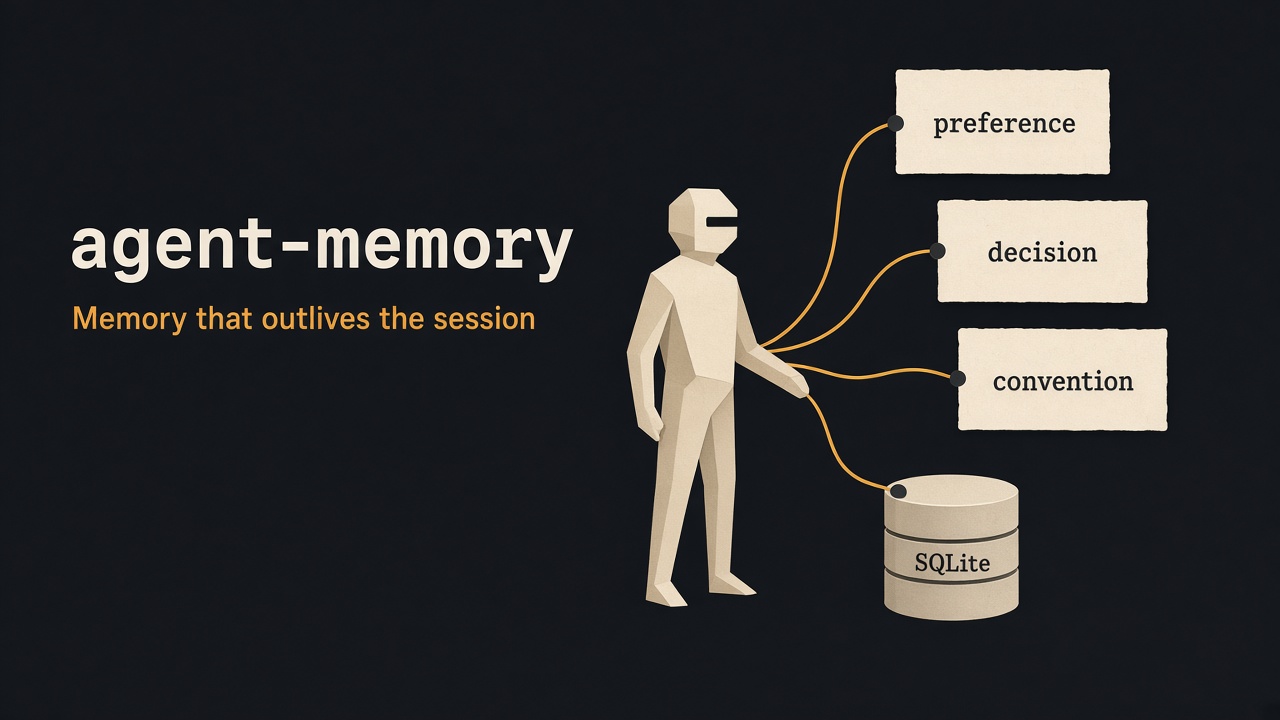 agent-memory
Memory that outlives the session
preference
decision
convention
SQLite